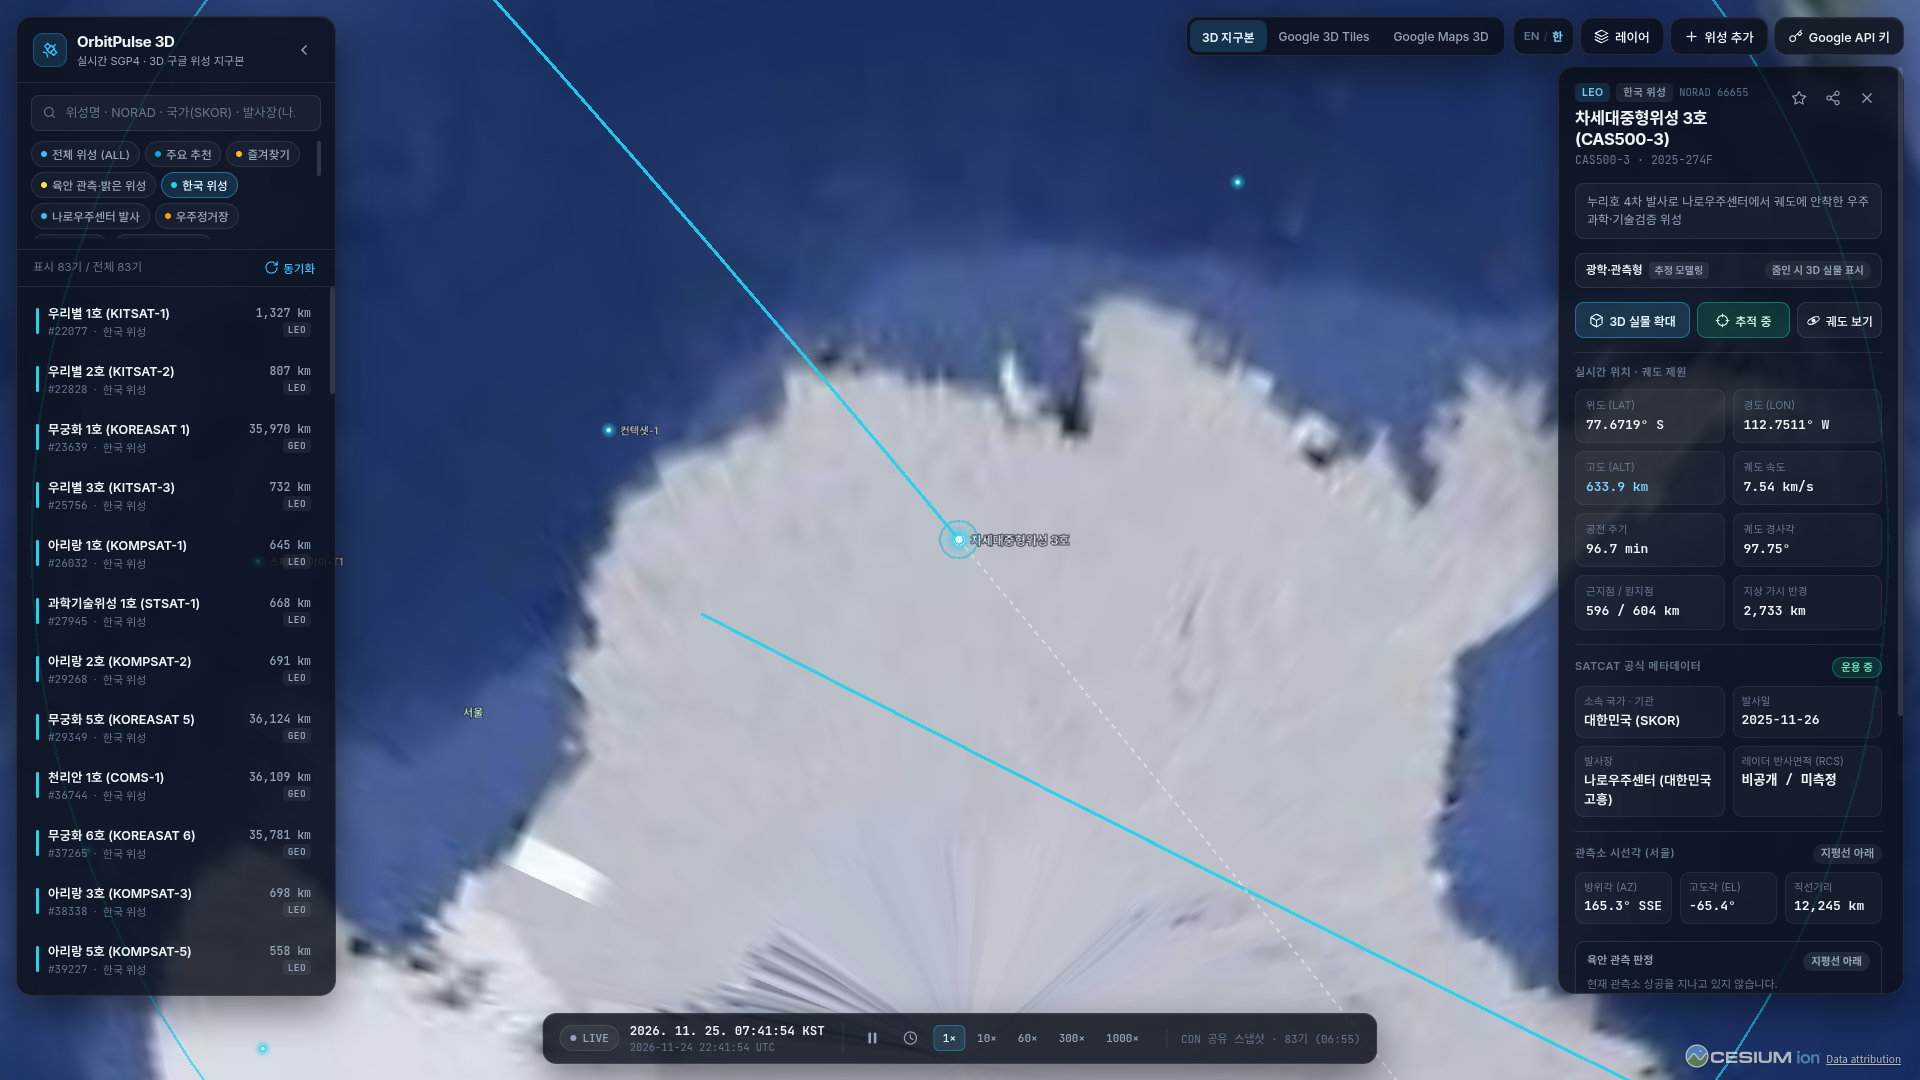 OrbitPulse 3D
실시간 SGP4 · 3D 구글 위성 지구본
위성명 · NORAD · 국가(SKOR) · 발사장(나.
전체 위성 (ALL)
주요 추천
즐겨찾기
육안 관측·밝은 위성
한국 위성
나로우주센터 발사
우주정거장
표시 83기 / 전체 83기
동기화
우리별 1호 (KITSAT-1)
1,327 km
#22077 · 한국 위성
LEO
우리별 2호 (KITSAT-2)
807 km
#22828 · 한국 위성
LEO
무궁화 1호 (KOREASAT 1)
35,970 km
#23639 · 한국 위성
GEO
우리별 3호 (KITSAT-3)
732 km
#25756 · 한국 위성
LEO
아리랑 1호 (KOMPSAT-1)
645 km
#26032 · 한국 위성
LEO
과학기술위성 1호 (STSAT-1)
668 km
#27945 · 한국 위성
LEO
아리랑 2호 (KOMPSAT-2)
691 km
#29268 · 한국 위성
LEO
무궁화 5호 (KOREASAT 5)
36,124 km
#29349 · 한국 위성
GEO
천리안 1호 (COMS-1)
36,109 km
#36744 · 한국 위성
GEO
무궁화 6호 (KOREASAT 6)
35,781 km
#37265 · 한국 위성
GEO
아리랑 3호 (KOMPSAT-3)
698 km
#38338 · 한국 위성
LEO
아리랑 5호 (KOMPSAT-5)
558 km
#39227 · 한국 위성
LEO
컨텍샛-1
차세대중형위성 3호
서울
3D 지구본
Google 3D Tiles
Google Maps 3D
EN / 한
레이어
위성 추가
Google API 키
LEO
한국 위성
NORAD 66655
차세대중형위성 3호
(CAS500-3)
CAS500-3 · 2025-274F
누리호 4차 발사로 나로우주센터에서 궤도에 안착한 우주
과학·기술검증 위성
광학·관측형
추정 모델링
줌인 시 3D 실물 표시
3D 실물 확대
추적 중
궤도 보기
실시간 위치 · 궤도 제원
위도 (LAT)
77.6719° S
경도 (LON)
112.7511° W
고도 (ALT)
633.9 km
궤도 속도
7.54 km/s
공전 주기
96.7 min
궤도 경사각
97.75°
근지점 / 원지점
596 / 604 km
지상 가시 반경
2,733 km
SATCAT 공식 메타데이터
운용 중
소속 국가 · 기관
대한민국 (SKOR)
발사일
2025-11-26
발사장
나로우주센터 (대한민국
고흥)
레이더 반사면적 (RCS)
비공개 / 미측정
관측소 시선각 (서울)
지평선 아래
방위각 (AZ)
165.3° SSE
고도각 (EL)
-65.4°
직선거리
12,245 km
육안 관측 판정
지평선 아래
현재 관측소 상공을 지나고 있지 않습니다.
LIVE
2026. 11. 25. 07:41:54 KST
2026-11-24 22:41:54 UTC
1×
10×
60×
300×
1000×
CDN 공유 스냅샷 · 83기 (06:55)
CESIUM ion
Data attribution